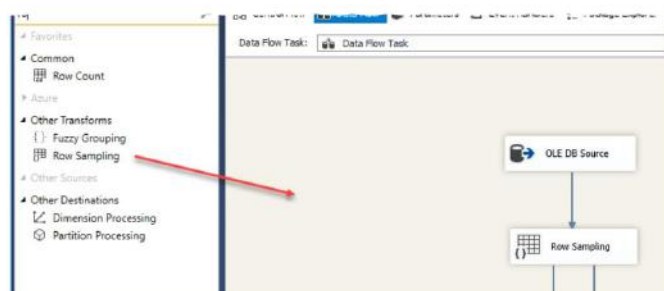 Favorites
Common
Row Count
Azure
Other Transforms
Fuzzy Grouping
Row Sampling
Other Sources
Other Destinations
Dimension Processing
Partition Processing
Data Flow Task:
Data Flow Task
OLE DB Source
Row Sampling